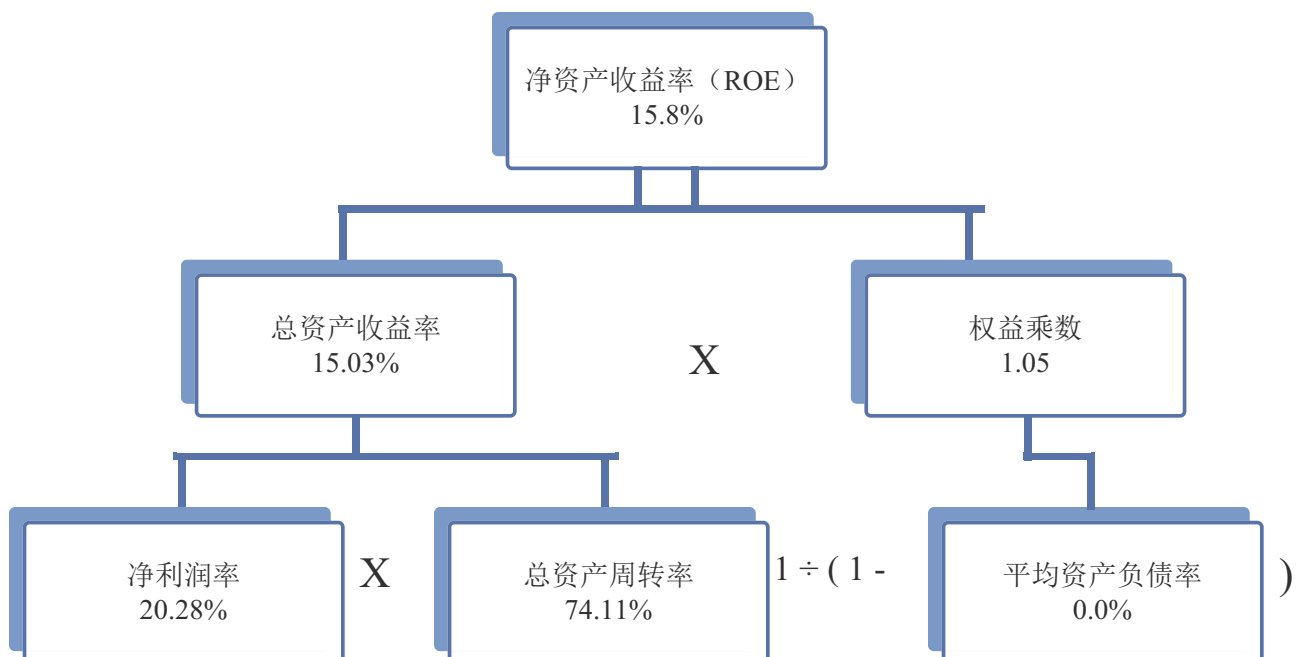 净资产收益率（ROE）
15.8%
总资产收益率
15.03%
X
权益乘数
1.05
净利润率
20.28%
X
总资产周转率
74.11%
1 ÷ ( 1 -
平均资产负债率
0.0%
)